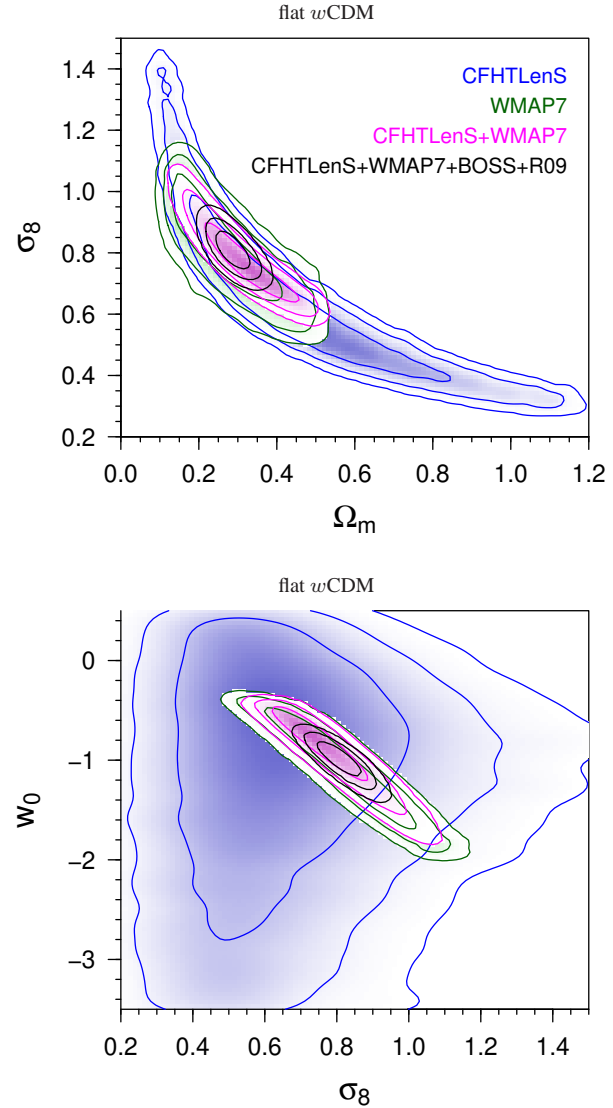 flat wCDM
1.4
1.2
1.0
0.8
0.6
0.4
0.2
σ8
CFHTLenS
WMAP7
CFHTLenS+WMAP7
CFHTLenS+WMAP7+BOSS+R09
0.0 0.2 0.4 0.6 0.8 1.0 1.2
Ωm
flat wCDM
0
−1
−2
−3
w0
0.2 0.4 0.6 0.8 1.0 1.2 1.4
σ8